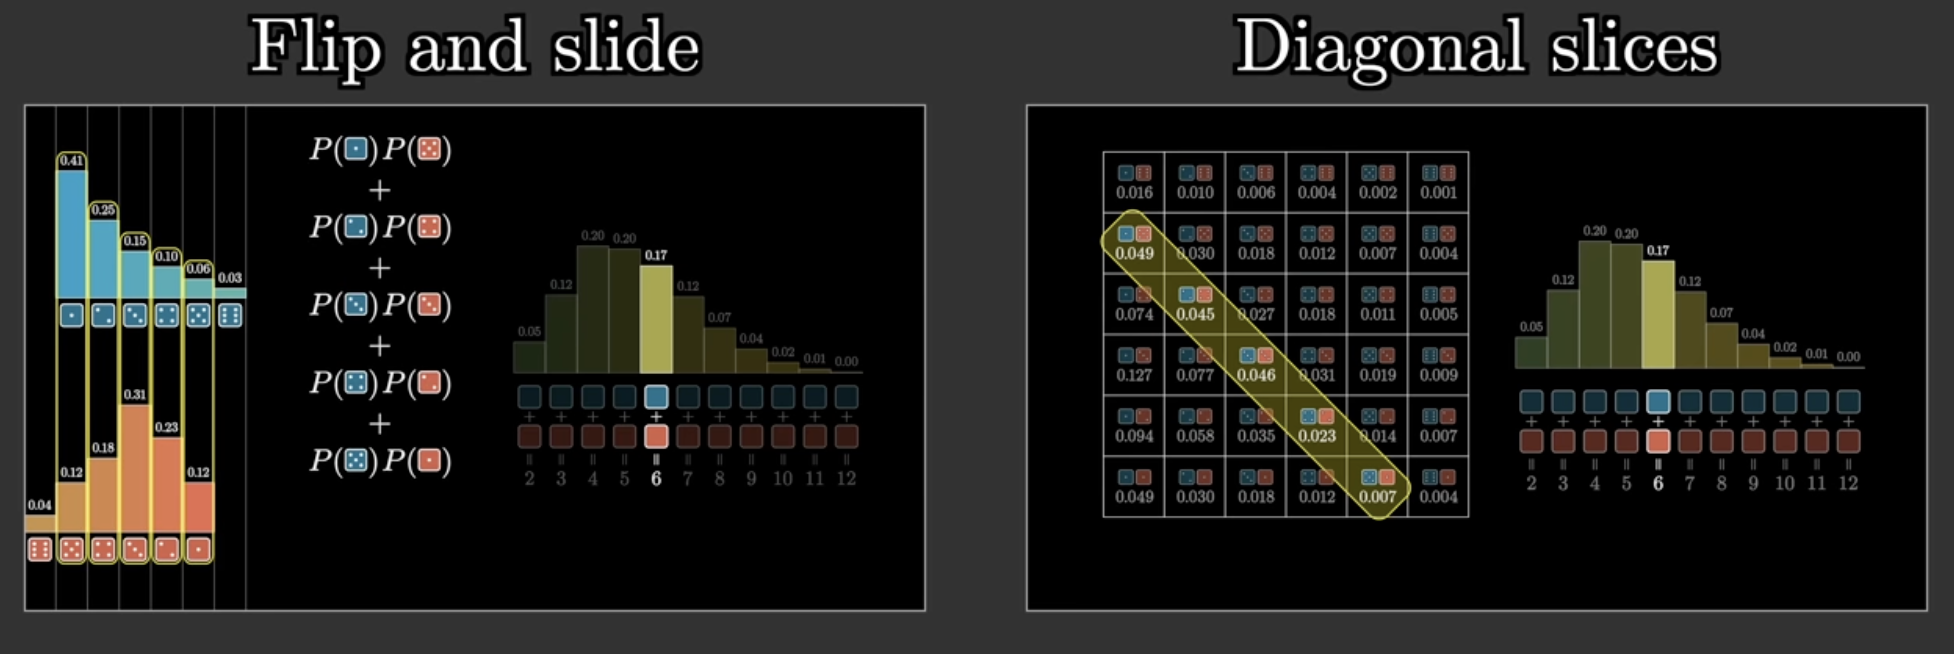 Flip and slide
0.41
0.25
0.15
0.10
0.06
0.03
0.31
0.23
0.18
0.12
0.12
0.04
P( )P( )
+
P( )P( )
+
P( )P( )
+
P( )P( )
+
P( )P( )
0.05 0.12 0.20 0.20 0.17 0.12 0.07 0.04 0.02 0.01 0.00
+ + + + + + + + + + +
= = = = = = = = = = =
2 3 4 5 6 7 8 9 10 11 12
Diagonal slices
0.016 0.010 0.006 0.004 0.002 0.001
0.049 0.030 0.018 0.012 0.007 0.004
0.074 0.045 0.027 0.018 0.011 0.005
0.127 0.077 0.046 0.031 0.019 0.009
0.094 0.058 0.035 0.023 0.014 0.007
0.049 0.030 0.018 0.012 0.007 0.004
0.05 0.12 0.20 0.20 0.17 0.12 0.07 0.04 0.02 0.01 0.00
+ + + + + + + + + + +
= = = = = = = = = = =
2 3 4 5 6 7 8 9 10 11 12